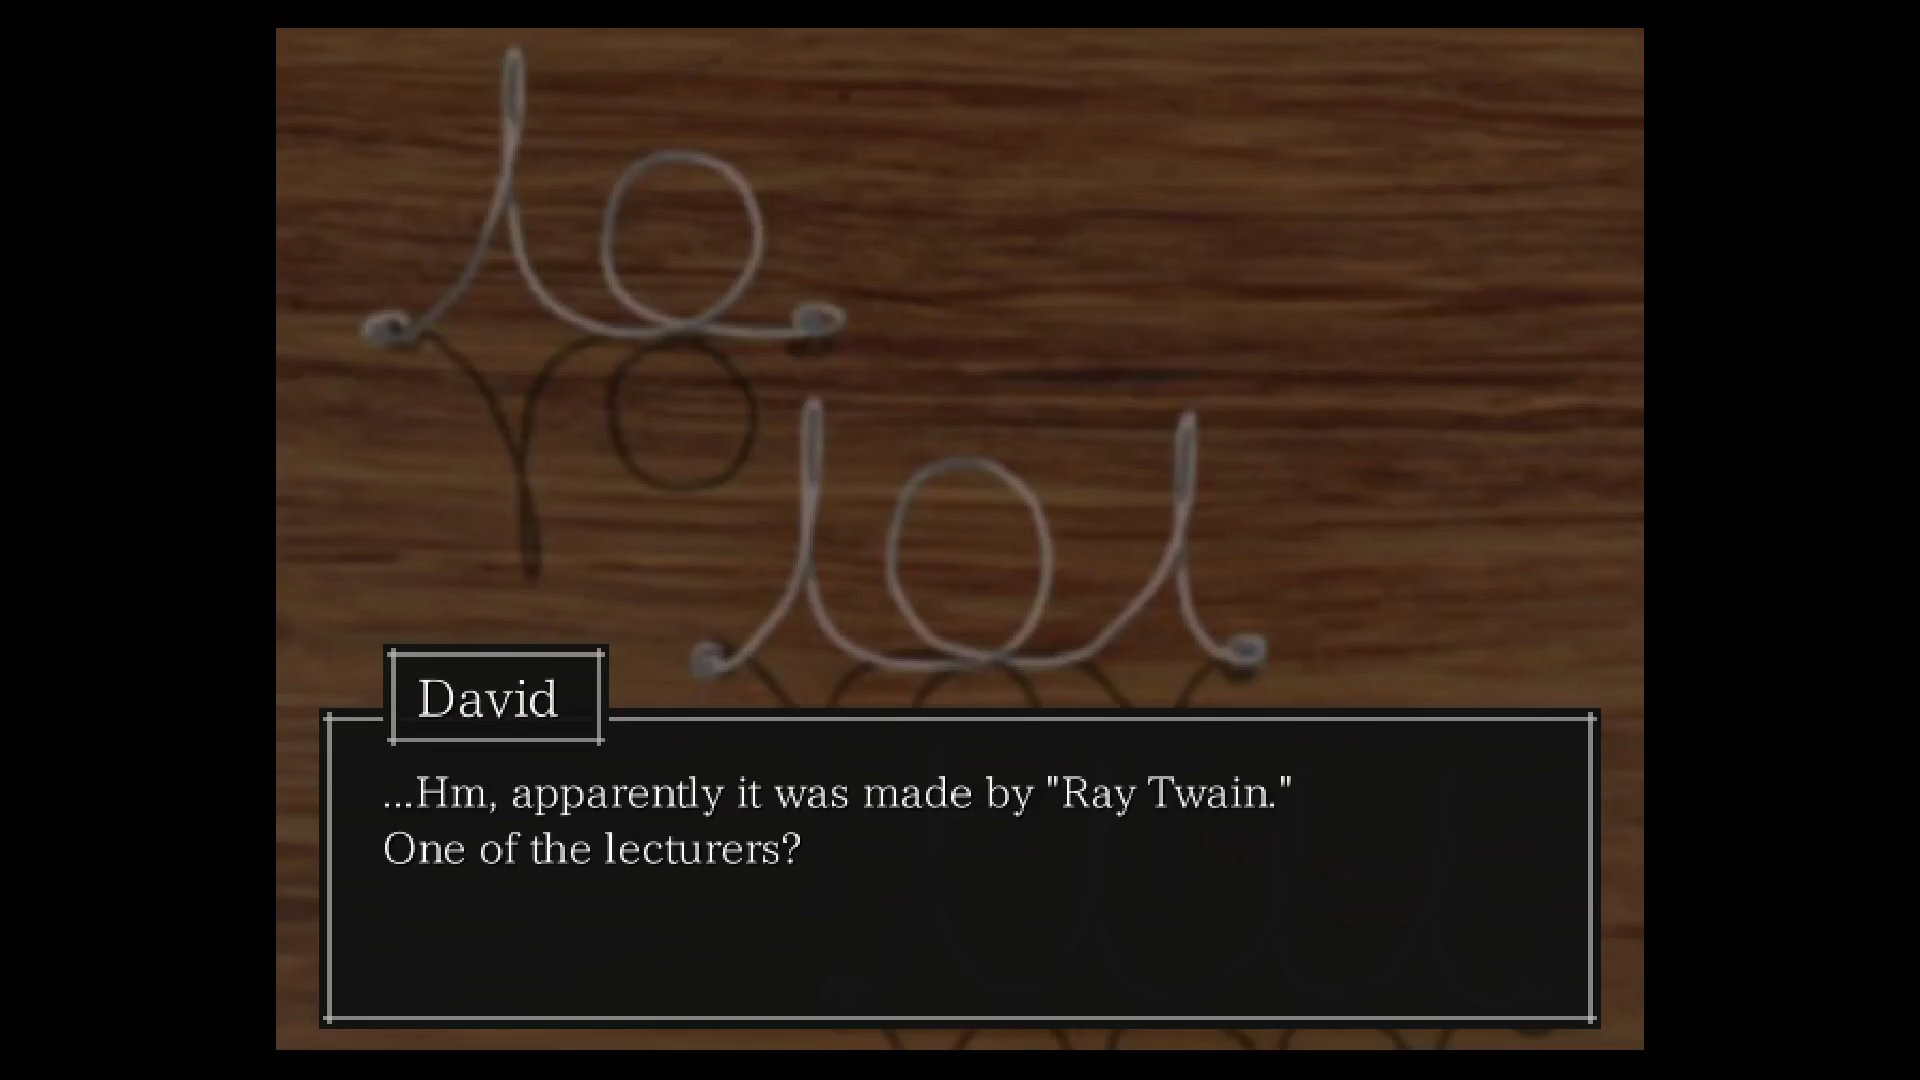 David
...Hm, apparently it was made by "Ray Twain."
One of the lecturers?